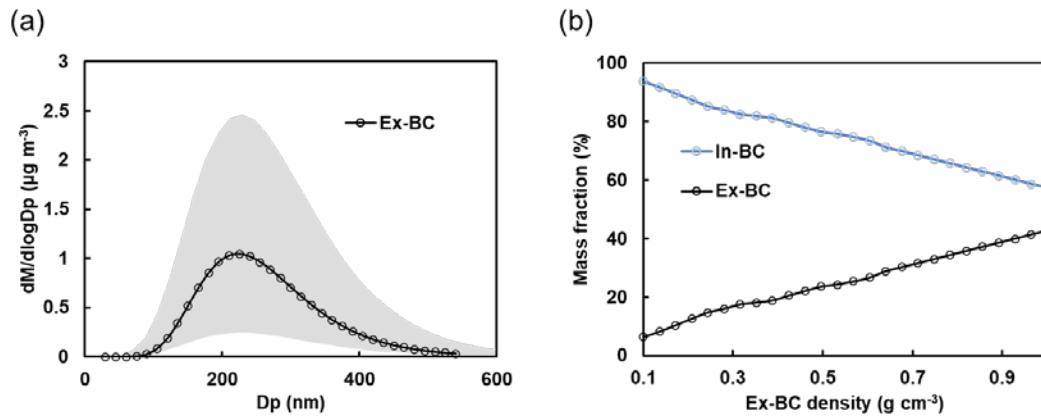 (a)
3
2.5
2
1.5
1
0.5
0
dM/dlogDp (µg m⁻³)
Ex-BC
0 200 400 600
Dp (nm)
(b)
100
80
60
40
20
0
Mass fraction (%)
In-BC
Ex-BC
0.1 0.3 0.5 0.7 0.9
Ex-BC density (g cm⁻³)